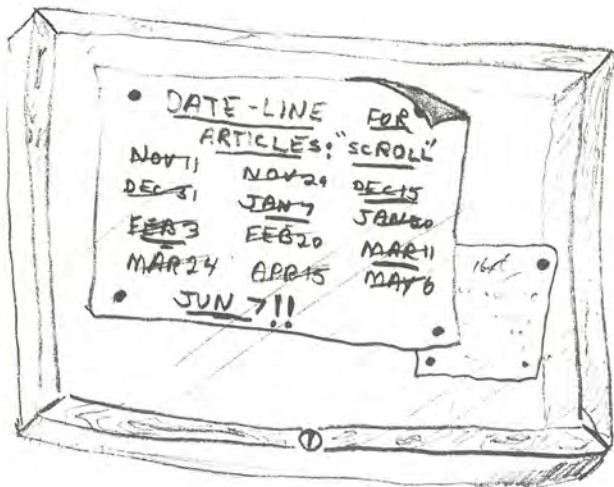 DATE-LINE FOR
ARTICLES: "SCROLL"
NOV 11 NOV 29 DEC 15
DEC 31 JAN 7 JAN 20
FEB 3 FEB 20 MAR 11
MAR 24 APR 15 MAY 6
JUN 7!!